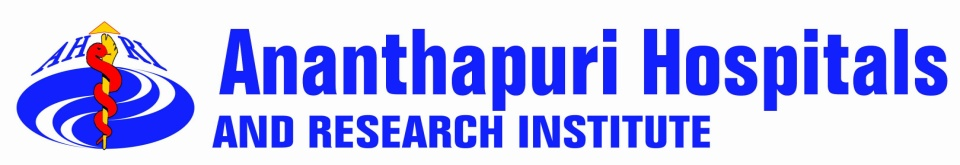 AHRI
Ananthapuri Hospitals
AND RESEARCH INSTITUTE